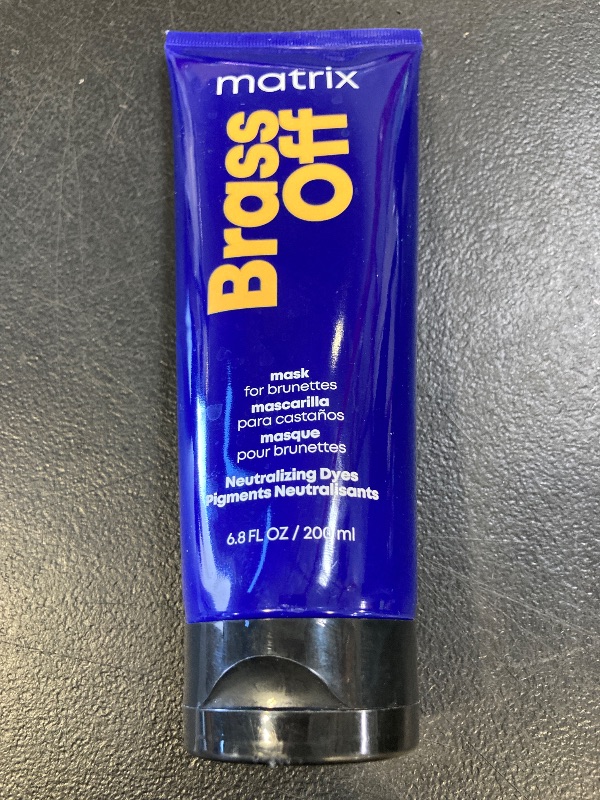 matrix
Brass
Off
mask
for brunettes
mascarilla
para castaños
masque
pour brunettes
Neutralizing Dyes
Pigments Neutralisants
6.8 FL OZ / 200 ml